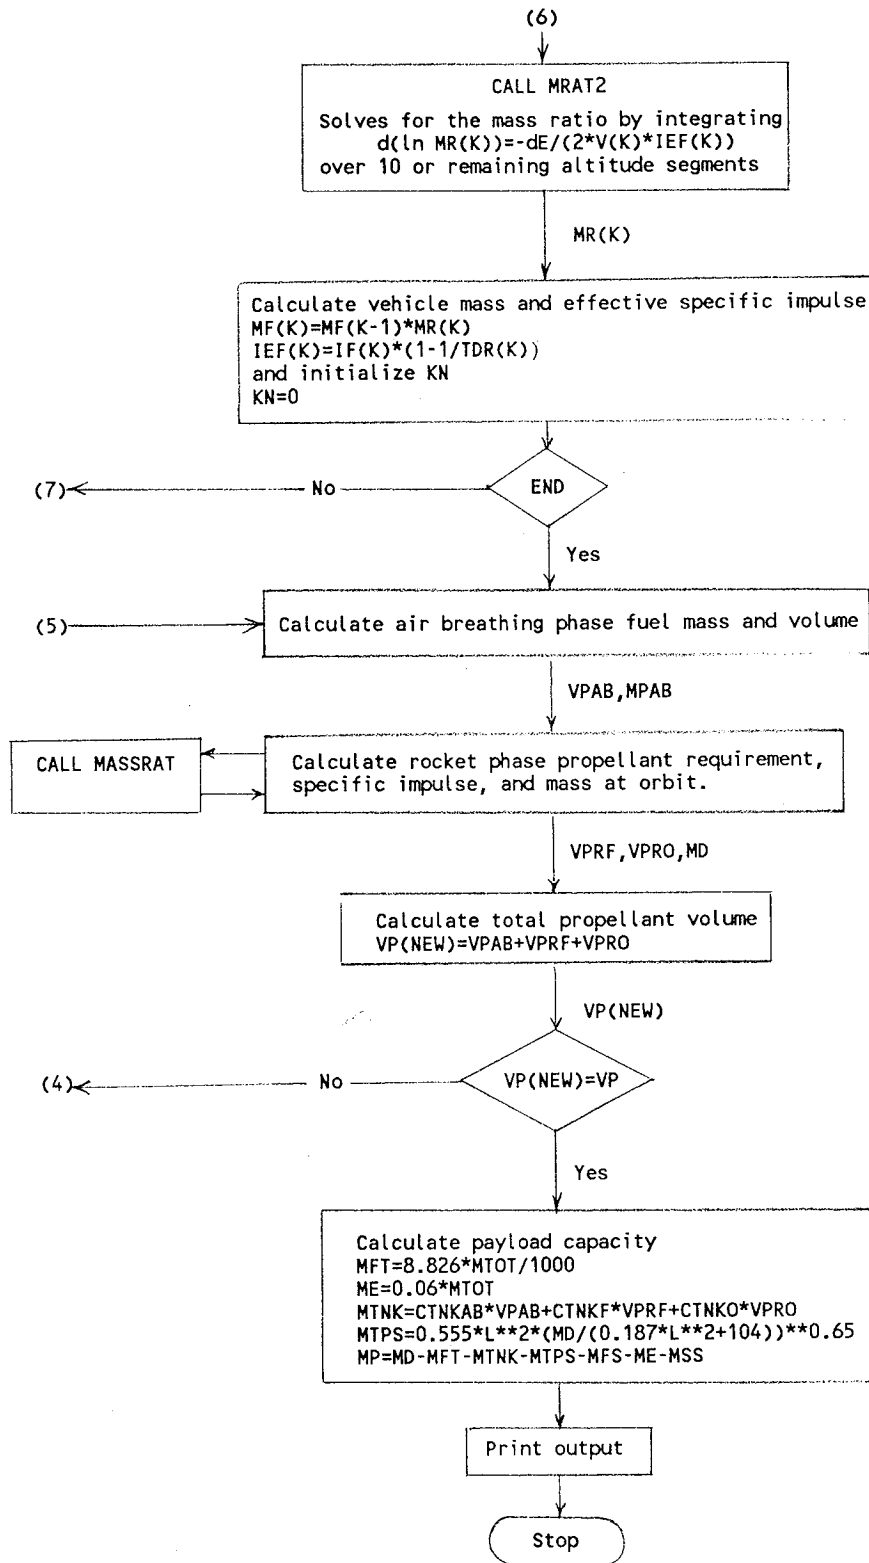 (6)
CALL MRAT2
Solves for the mass ratio by integrating
d(ln MR(K))=-dE/(2*V(K)*IEF(K))
over 10 or remaining altitude segments
MR(K)
Calculate vehicle mass and effective specific impulse
MF(K)=MF(K-1)*MR(K)
IEF(K)=IF(K)*(1-1/TDR(K))
and initialize KN
KN=0
(7)
No
END
Yes
(5)
Calculate air breathing phase fuel mass and volume
VPAB,MPAB
CALL MASSRAT
Calculate rocket phase propellant requirement,
specific impulse, and mass at orbit.
VPRF,VPRO,MD
Calculate total propellant volume
VP(NEW)=VPAB+VPRF+VPRO
VP(NEW)
(4)
No
VP(NEW)=VP
Yes
Calculate payload capacity
MFT=8.826*MTOT/1000
ME=0.06*MTOT
MTNK=CTNKAB*VPAB+CTNKF*VPRF+CTNKO*VPRO
MTPS=0.555*L**2*(MD/(0.187*L**2+104))**0.65
MP=MD-MFT-MTNK-MTPS-MFS-ME-MSS
Print output
Stop